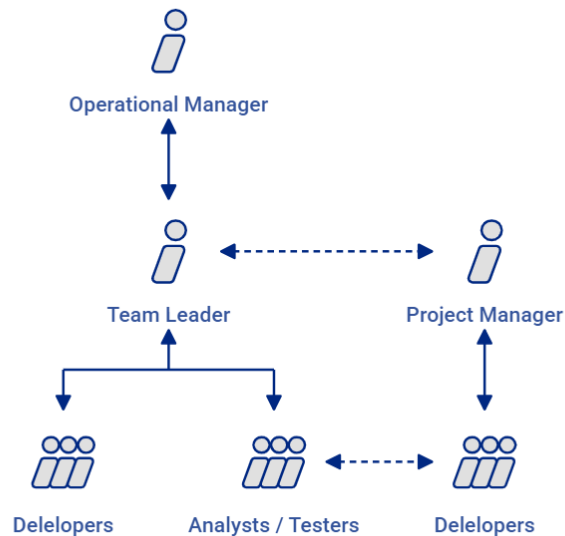 Operational Manager
Team Leader
Project Manager
Delelopers
Analysts / Testers
Delelopers